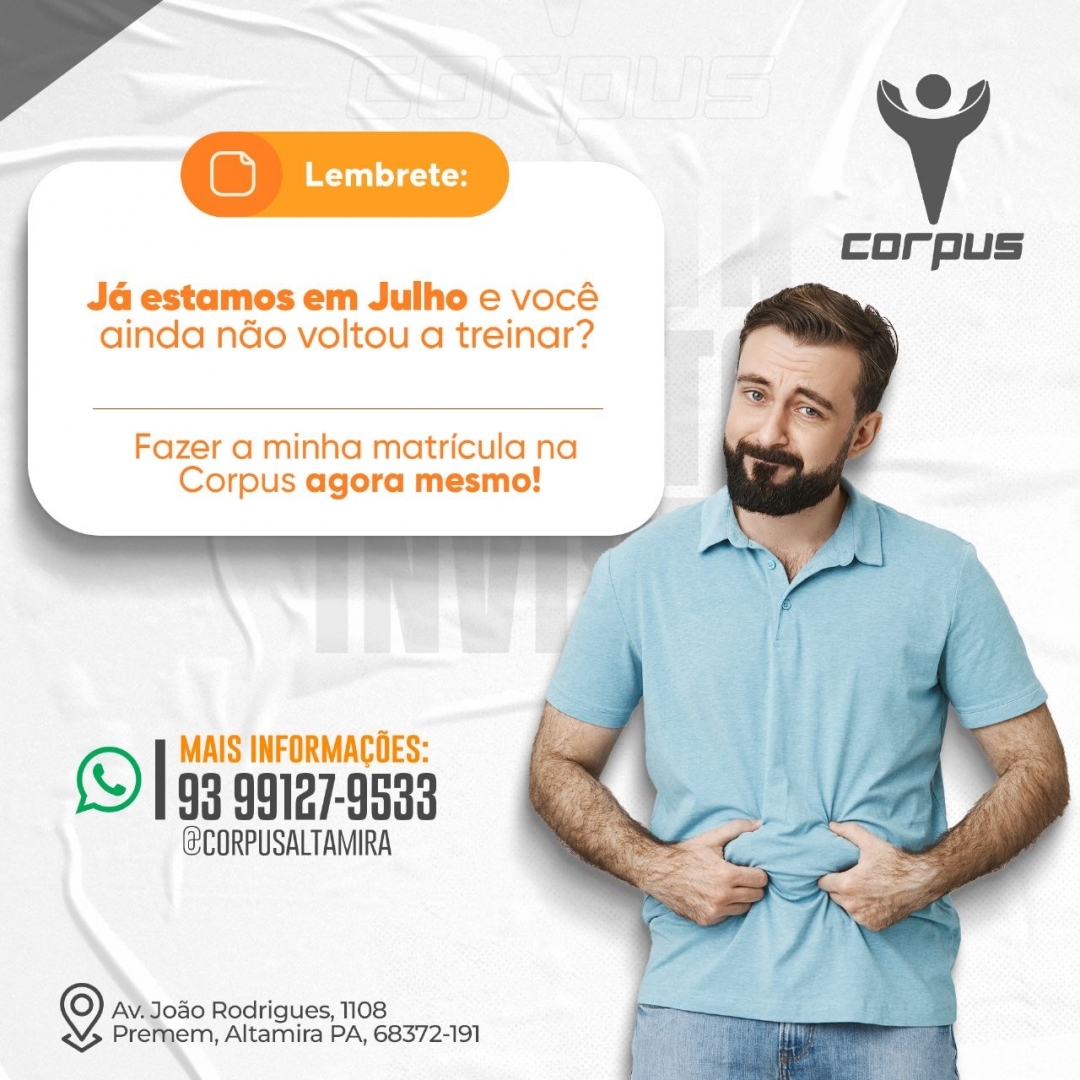 corpus
Lembrete:
corpus
Já estamos em Julho e você
ainda não voltou a treinar?
Fazer a minha matrícula na
Corpus agora mesmo!
MAIS INFORMAÇÕES:
93 99127-9533
@CORPUSALTAMIRA
Av. João Rodrigues, 1108
Premem, Altamira PA, 68372-191